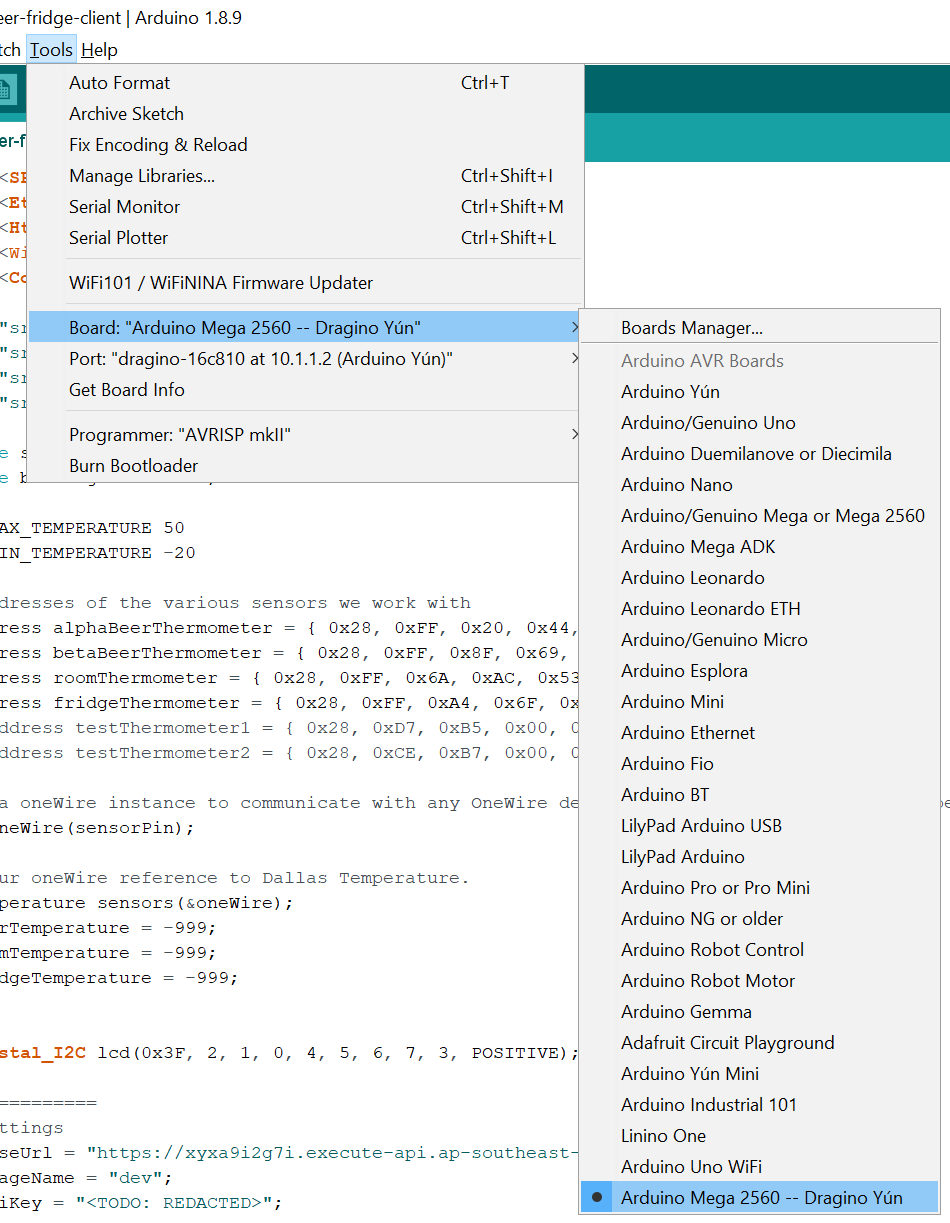 eer-fridge-client | Arduino 1.8.9
tch Tools Help
Auto Format Ctrl+T
Archive Sketch
Fix Encoding & Reload
Manage Libraries... Ctrl+Shift+I
Serial Monitor Ctrl+Shift+M
Serial Plotter Ctrl+Shift+L
WiFi101 / WiFiNINA Firmware Updater
Board: "Arduino Mega 2560 -- Dragino Yún"
Port: "dragino-16c810 at 10.1.1.2 (Arduino Yún)"
Get Board Info
Programmer: "AVRISP mkII"
Burn Bootloader
Boards Manager...
Arduino AVR Boards
Arduino Yún
Arduino/Genuino Uno
Arduino Duemilanove or Diecimila
Arduino Nano
Arduino/Genuino Mega or Mega 2560
Arduino Mega ADK
Arduino Leonardo
Arduino Leonardo ETH
Arduino/Genuino Micro
Arduino Esplora
Arduino Mini
Arduino Ethernet
Arduino Fio
Arduino BT
LilyPad Arduino USB
LilyPad Arduino
Arduino Pro or Pro Mini
Arduino NG or older
Arduino Robot Control
Arduino Robot Motor
Arduino Gemma
Adafruit Circuit Playground
Arduino Yún Mini
Arduino Industrial 101
Linino One
Arduino Uno WiFi
Arduino Mega 2560 -- Dragino Yún
er-f
<SP
<Et
<Ht
<Wi
<Co
"sr
"sr
"sr
"sr
e s
e b
AX_TEMPERATURE 50
IN_TEMPERATURE -20
dresses of the various sensors we work with
ress alphaBeerThermometer = { 0x28, 0xFF, 0x20, 0x44,
ress betaBeerThermometer = { 0x28, 0xFF, 0x8F, 0x69,
ress roomThermometer = { 0x28, 0xFF, 0x6A, 0xAC, 0x53
ress fridgeThermometer = { 0x28, 0xFF, 0xA4, 0x6F, 0x
ddress testThermometer1 = { 0x28, 0xD7, 0xB5, 0x00, 0
ddress testThermometer2 = { 0x28, 0xCE, 0xB7, 0x00, 0
a oneWire instance to communicate with any OneWire de
neWire(sensorPin);
ur oneWire reference to Dallas Temperature.
perature sensors(&oneWire);
rTemperature = -999;
mTemperature = -999;
dgeTemperature = -999;
stal_I2C lcd(0x3F, 2, 1, 0, 4, 5, 6, 7, 3, POSITIVE);
=========
ttings
seUrl = "https://xyxa9i2g7i.execute-api.ap-southeast-
ageName = "dev";
iKey = "<TODO: REDACTED>";